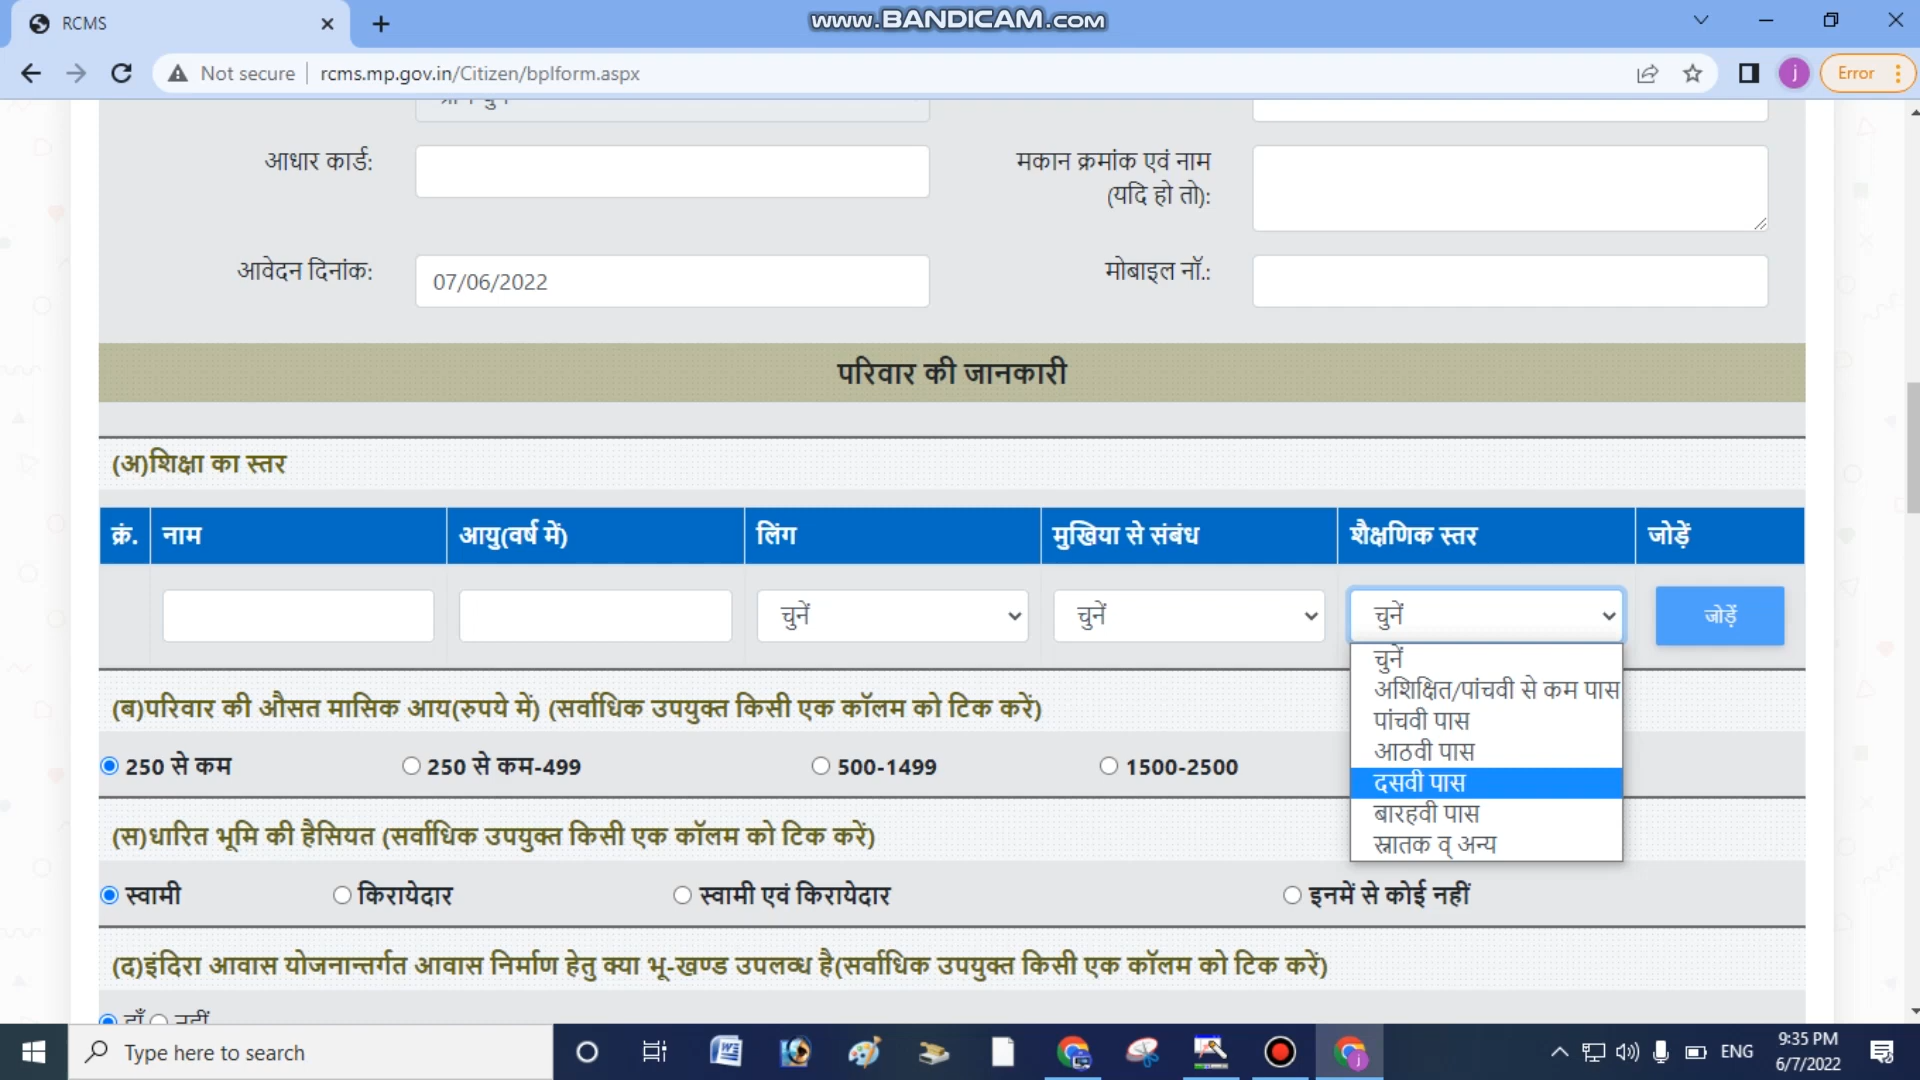 RCMS
www.BANDICAM.com
Not secure rcms.mp.gov.in/Citizen/bplform.aspx
j
Error
आधार कार्ड:
मकान क्रमांक एवं नाम
(यदि हो तो):
आवेदन दिनांक:
07/06/2022
मोबाइल नॉ.:
परिवार की जानकारी
(अ)शिक्षा का स्तर
क्रं. नाम आयु(वर्ष में) लिंग मुखिया से संबंध शैक्षणिक स्तर जोड़ें
चुनें चुनें चुनें जोड़ें
चुनें
अशिक्षित/पांचवी से कम पास
पांचवी पास
आठवी पास
दसवी पास
बारहवी पास
स्नातक व् अन्य
(ब)परिवार की औसत मासिक आय(रुपये में) (सर्वाधिक उपयुक्त किसी एक कॉलम को टिक करें)
250 से कम 250 से कम-499 500-1499 1500-2500
(स)धारित भूमि की हैसियत (सर्वाधिक उपयुक्त किसी एक कॉलम को टिक करें)
स्वामी किरायेदार स्वामी एवं किरायेदार इनमें से कोई नहीं
(द)इंदिरा आवास योजनान्तर्गत आवास निर्माण हेतु क्या भू-खण्ड उपलब्ध है(सर्वाधिक उपयुक्त किसी एक कॉलम को टिक करें)
हाँ नहीं
Type here to search
ENG
9:35 PM
6/7/2022